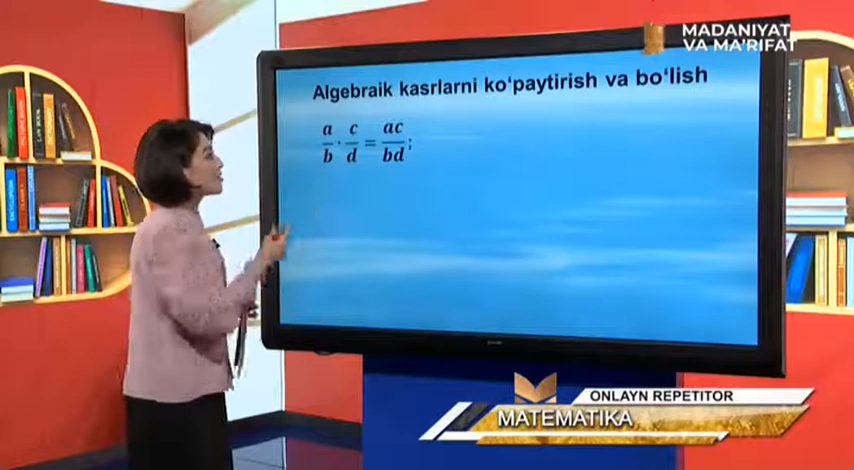 MADANIYAT
VA MA'RIFAT
Algebraik kasrlarni ko‘paytirish va bo‘lish
a/b · c/d = ac/bd;
ONLAYN REPETITOR
MATEMATIKA